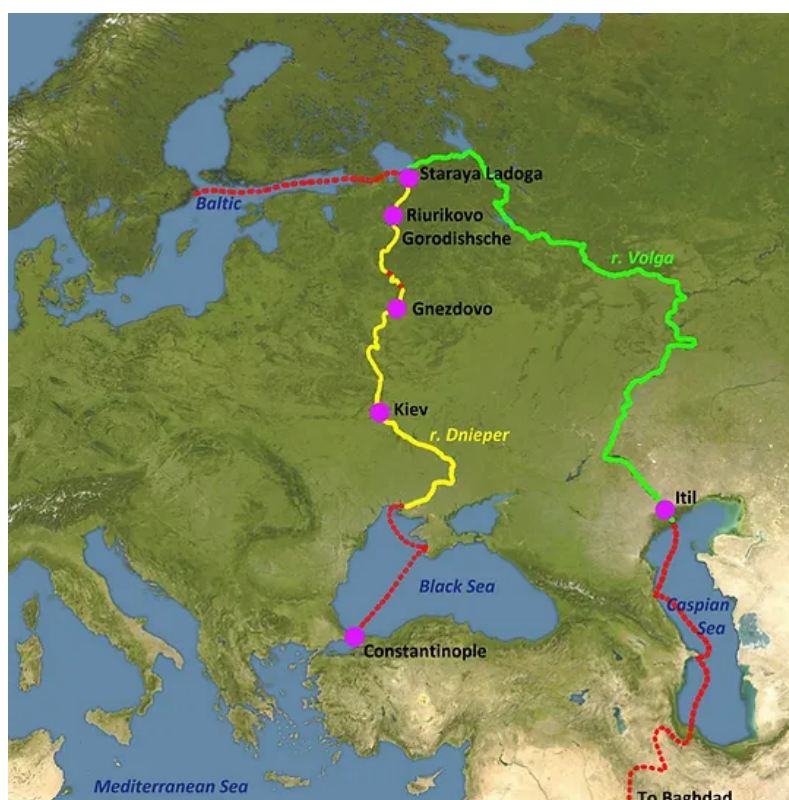 Staraya Ladoga
Baltic
Riurikovo
Gorodishsche
r. Volga
Gnezdovo
Kiev
r. Dnieper
Itil
Black Sea
Caspian
Sea
Constantinople
Mediterranean Sea
To Baghdad